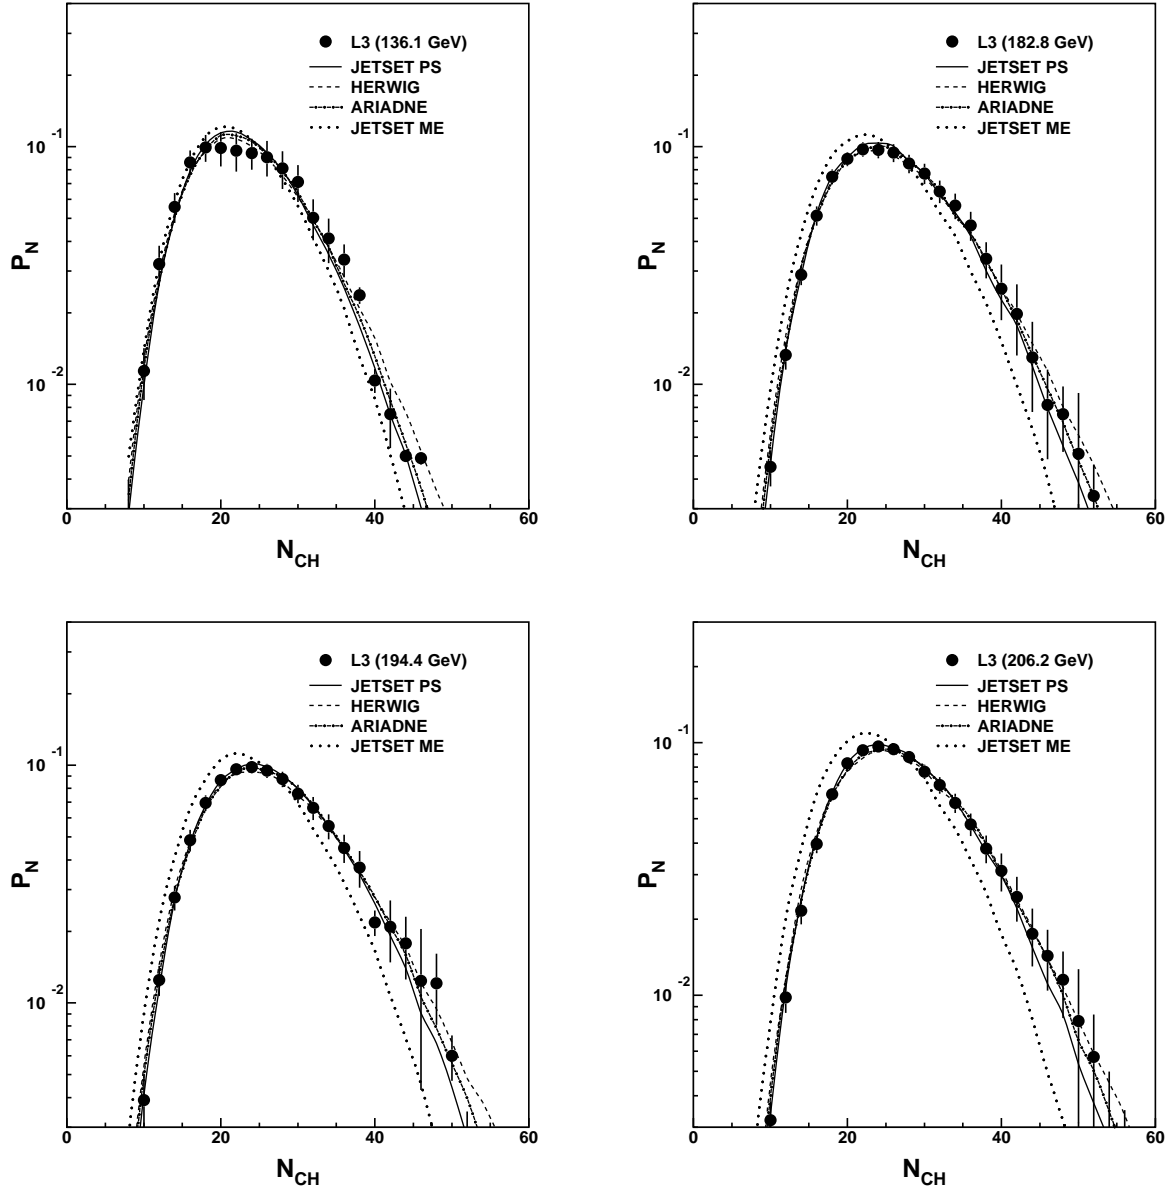 L3 (136.1 GeV)
JETSET PS
HERWIG
ARIADNE
JETSET ME
10 -1
10 -2
P_N
0 20 40 60
N_CH
L3 (182.8 GeV)
JETSET PS
HERWIG
ARIADNE
JETSET ME
10 -1
10 -2
P_N
0 20 40 60
N_CH
L3 (194.4 GeV)
JETSET PS
HERWIG
ARIADNE
JETSET ME
10 -1
10 -2
P_N
0 20 40 60
N_CH
L3 (206.2 GeV)
JETSET PS
HERWIG
ARIADNE
JETSET ME
10 -1
10 -2
P_N
0 20 40 60
N_CH